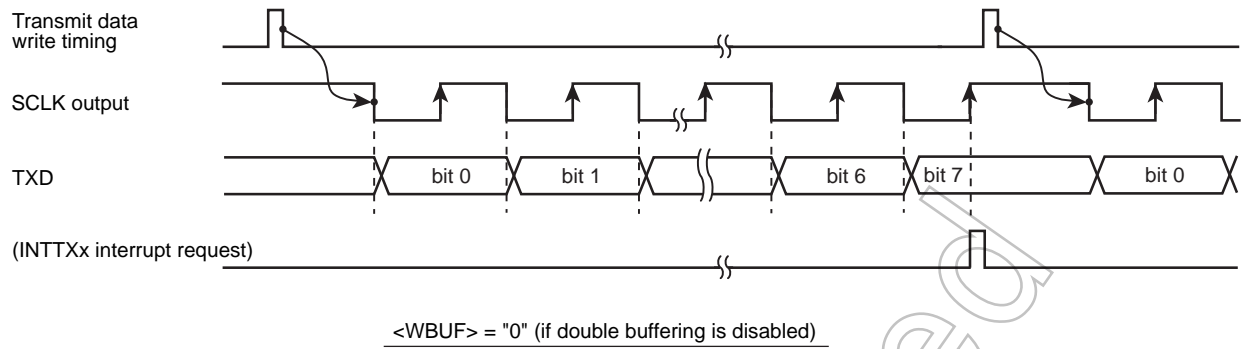 Transmit data
write timing
SCLK output
TXD
bit 0
bit 1
bit 6
bit 7
bit 0
(INTTXx interrupt request)
<WBUF> = "0" (if double buffering is disabled)